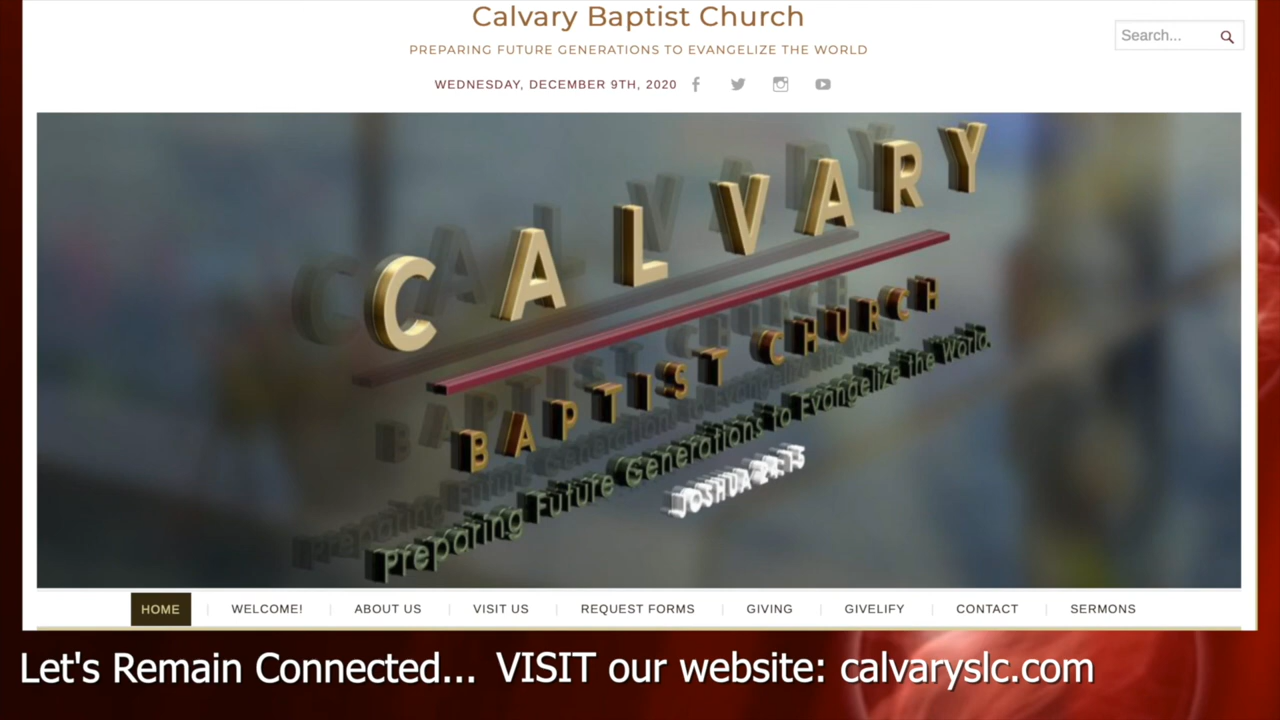 Calvary Baptist Church
Search...
PREPARING FUTURE GENERATIONS TO EVANGELIZE THE WORLD
WEDNESDAY, DECEMBER 9TH, 2020
CALVARY
BAPTIST CHURCH
Preparing Future Generations to Evangelize the World
JOSHUA 24:15
HOME
WELCOME!
ABOUT US
VISIT US
REQUEST FORMS
GIVING
GIVELIFY
CONTACT
SERMONS
Let's Remain Connected... VISIT our website: calvaryslc.com